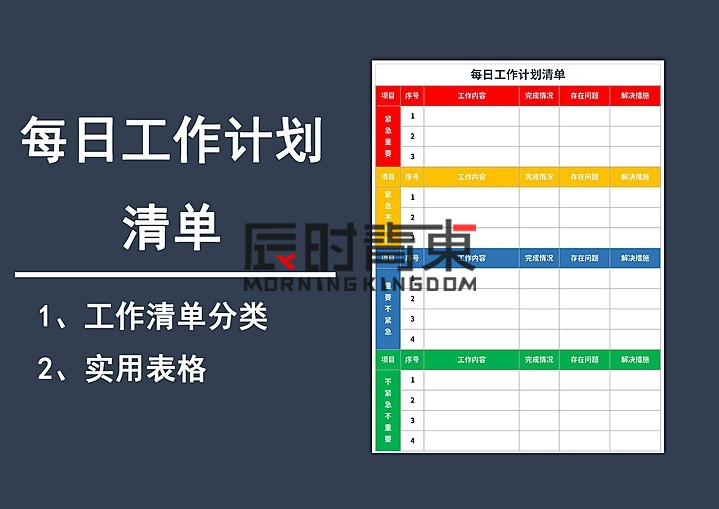 每日工作计划
清单
1、工作清单分类
2、实用表格
每日工作计划清单
项目 序号 工作内容 完成情况 存在问题 解决措施
紧急重要
1
2
3
项目 序号 工作内容 完成情况 存在问题 解决措施
紧急不
1
2
辰时青東
MORNING KINGDOM
项目 序号 工作内容 完成情况 存在问题 解决措施
重要不紧急
2
3
4
项目 序号 工作内容 完成情况 存在问题 解决措施
不紧急不重要
1
2
3
4